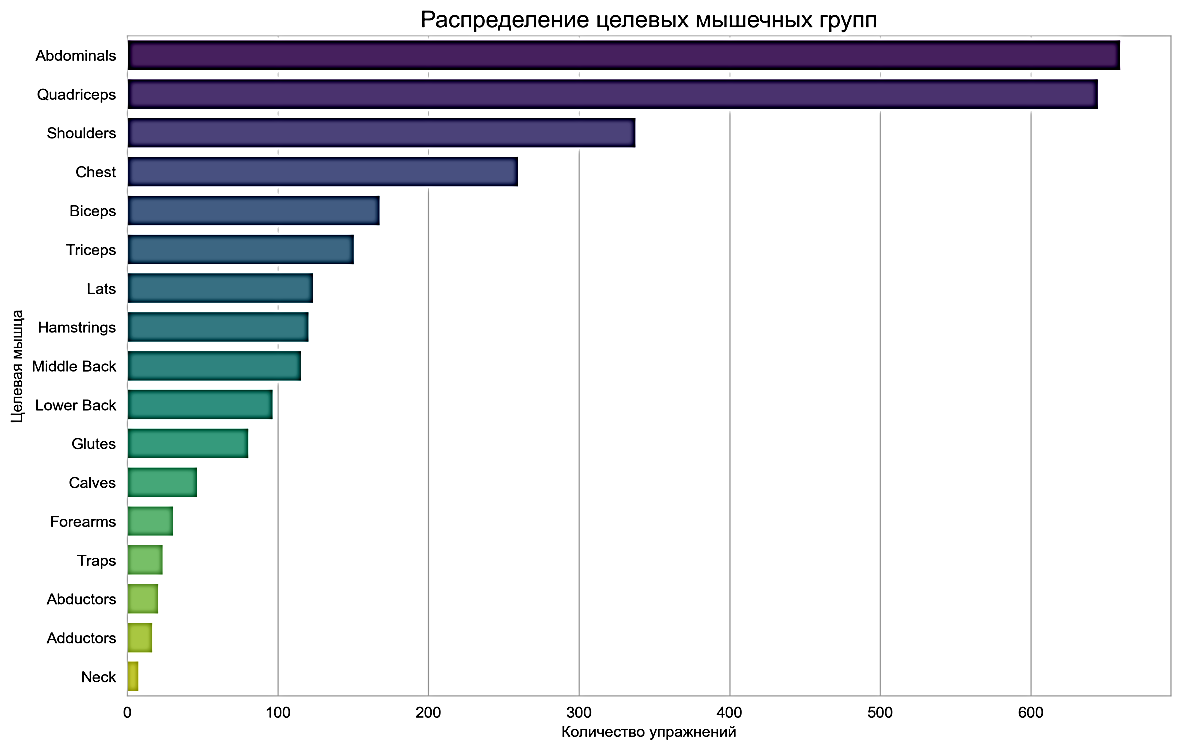 Распределение целевых мышечных групп
Abdominals
Quadriceps
Shoulders
Chest
Biceps
Triceps
Lats
Hamstrings
Middle Back
Lower Back
Glutes
Calves
Forearms
Traps
Abductors
Adductors
Neck
Целевая мышца
0 100 200 300 400 500 600
Количество упражнений